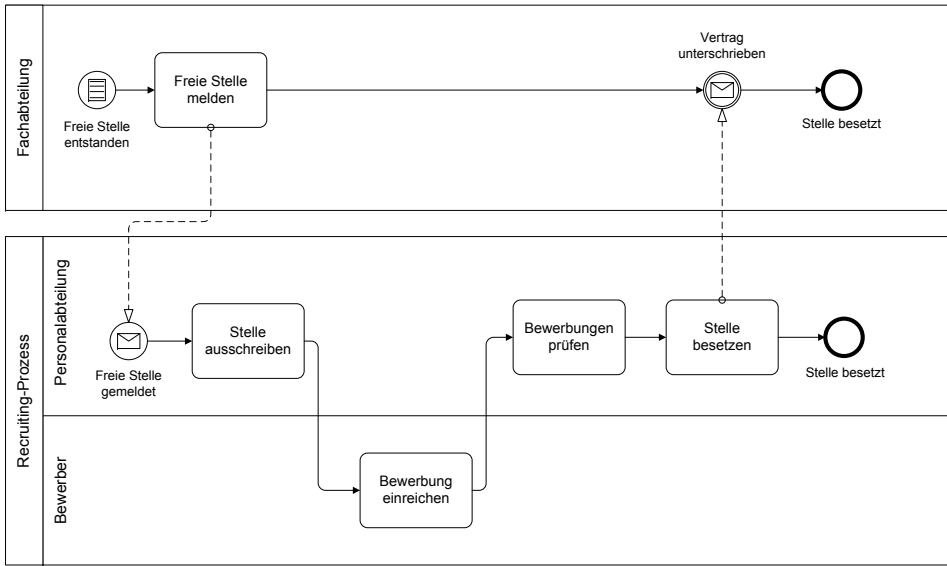 Fachabteilung
Freie Stelle
entstanden
Freie Stelle
melden
Vertrag
unterschrieben
Stelle besetzt
Recruiting-Prozess
Personalabteilung
Freie Stelle
gemeldet
Stelle
ausschreiben
Bewerbungen
prüfen
Stelle
besetzen
Stelle besetzt
Bewerber
Bewerbung
einreichen